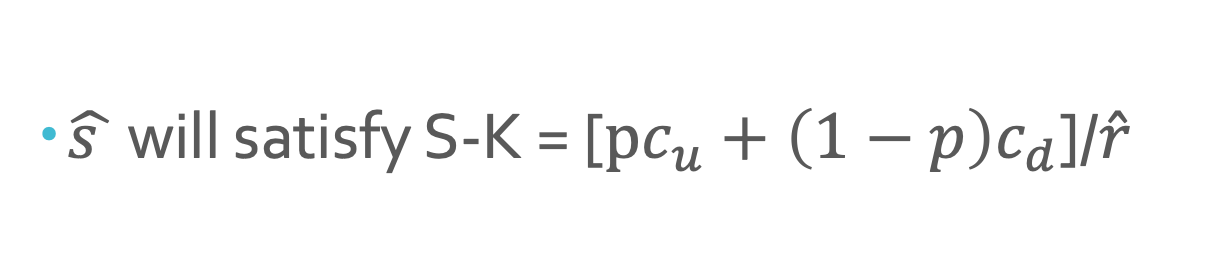 • ŝ will satisfy S-K = [pc_u + (1 − p)c_d]/r̂